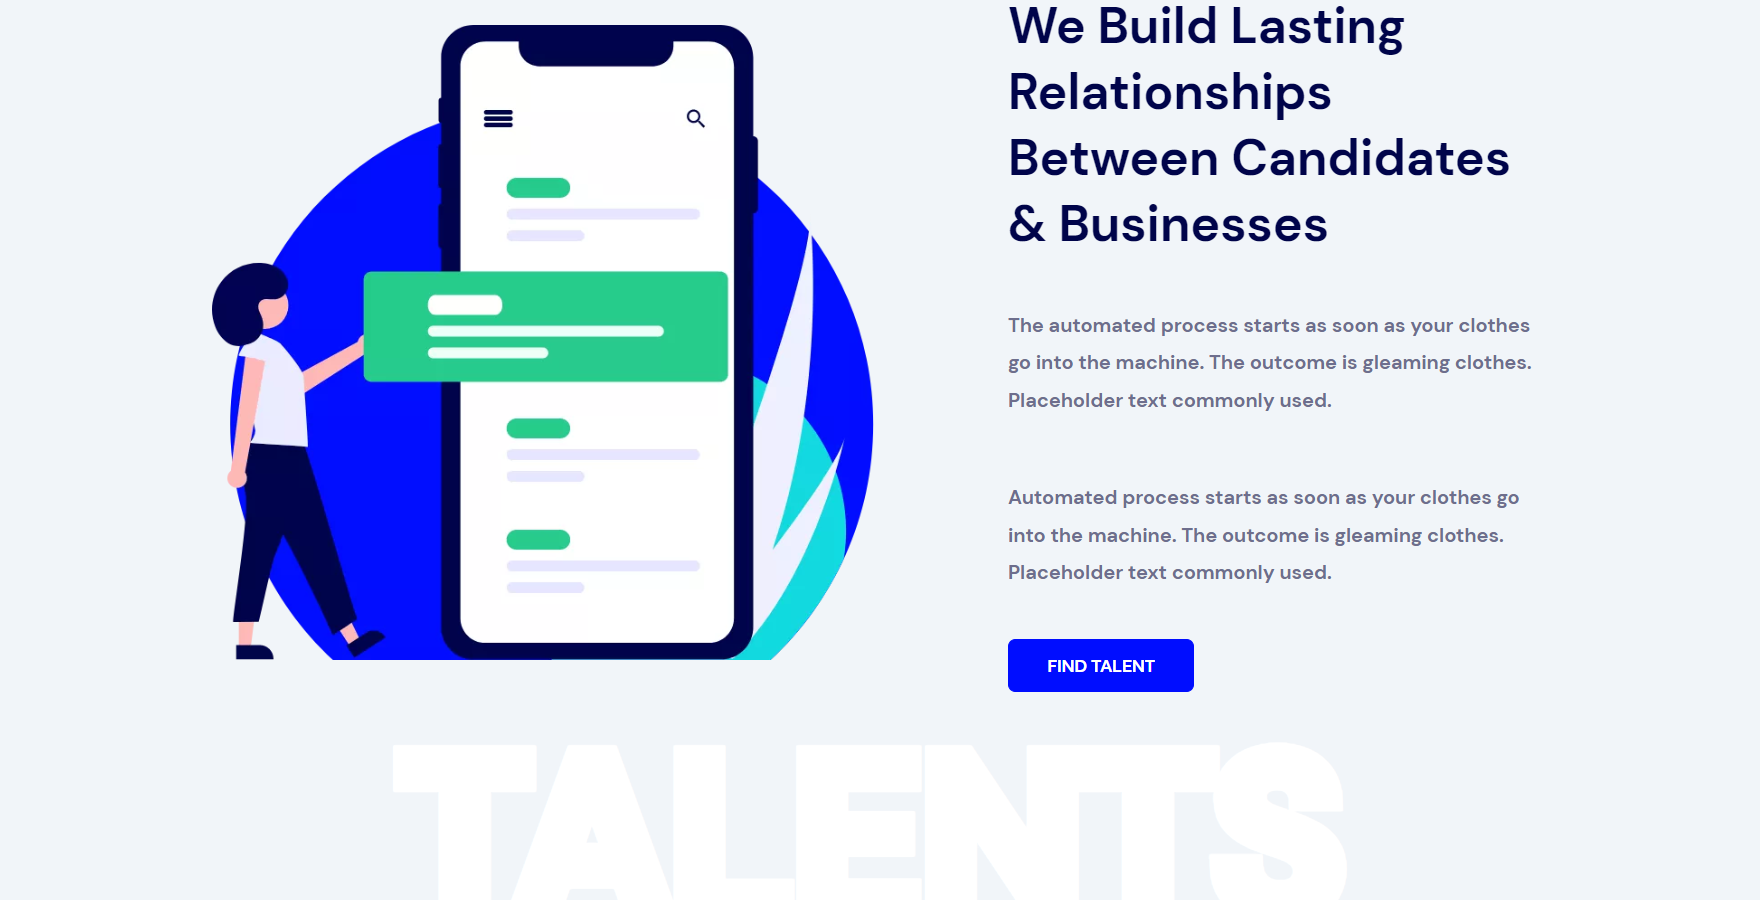 We Build Lasting
Relationships
Between Candidates
& Businesses
The automated process starts as soon as your clothes
go into the machine. The outcome is gleaming clothes.
Placeholder text commonly used.
Automated process starts as soon as your clothes go
into the machine. The outcome is gleaming clothes.
Placeholder text commonly used.
FIND TALENT
TALENTS